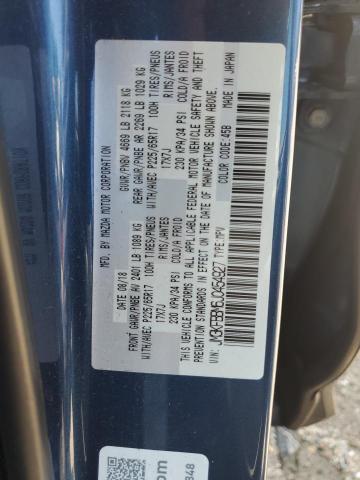 MFD. BY MAZDA MOTOR CORPORATION
DATE 08/18 GVWR/PNBV 4669 LB 2118 KG
FRONT GAWR/PNBE AV 2401 LB 1089 KG REAR GAWR/PNBE AR 2269 LB 1029 KG
WITH/AVEC P225/65R17 100H TIRES/PNEUS WITH/AVEC P225/65R17 100H TIRES/PNEUS
17X7J RIMS/JANTES 17X7J RIMS/JANTES
230 KPA/34 PSI COLD/A FROID 230 KPA/34 PSI COLD/A FROID
THIS VEHICLE CONFORMS TO ALL APPLICABLE FEDERAL MOTOR VEHICLE SAFETY AND THEFT
PREVENTION STANDARDS IN EFFECT ON THE DATE OF MANUFACTURE SHOWN ABOVE.
VIN: TYPE:MPV COLOR CODE:45B MADE IN JAPAN
848